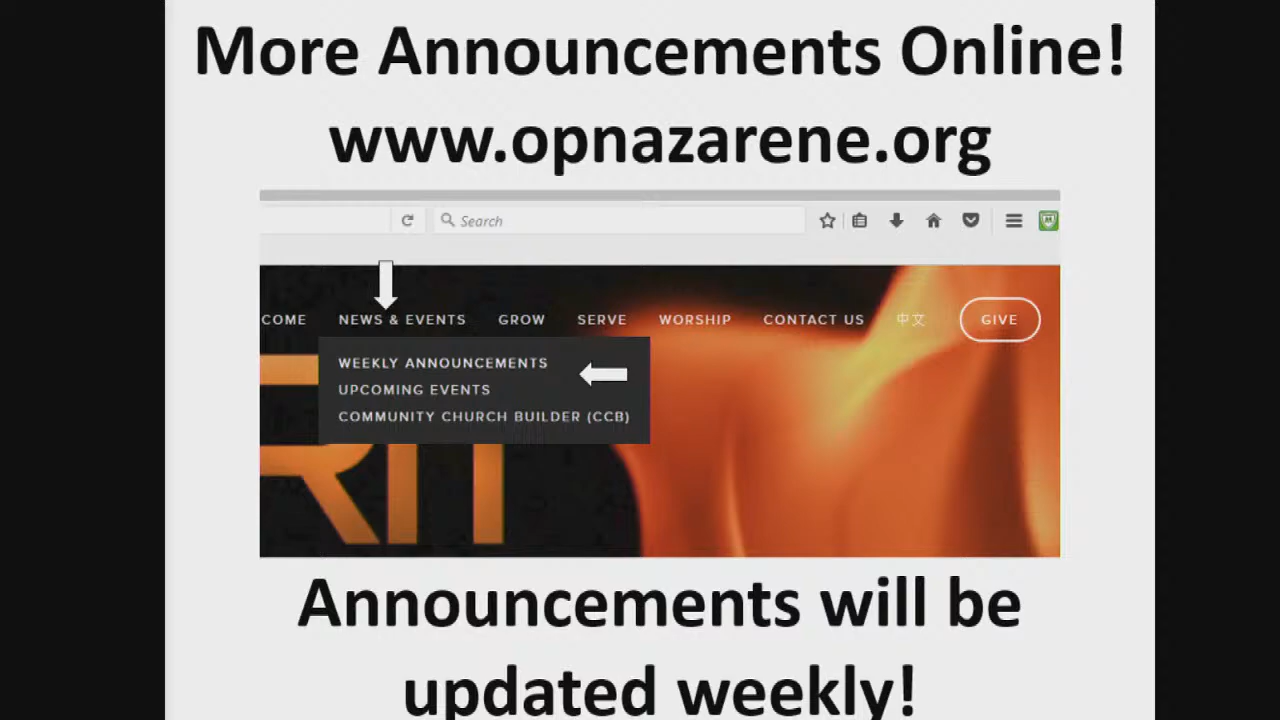 More Announcements Online!
www.opnazarene.org
Search
COME NEWS & EVENTS GROW SERVE WORSHIP CONTACT US 中文 GIVE
WEEKLY ANNOUNCEMENTS
UPCOMING EVENTS
COMMUNITY CHURCH BUILDER (CCB)
RIT
Announcements will be
updated weekly!